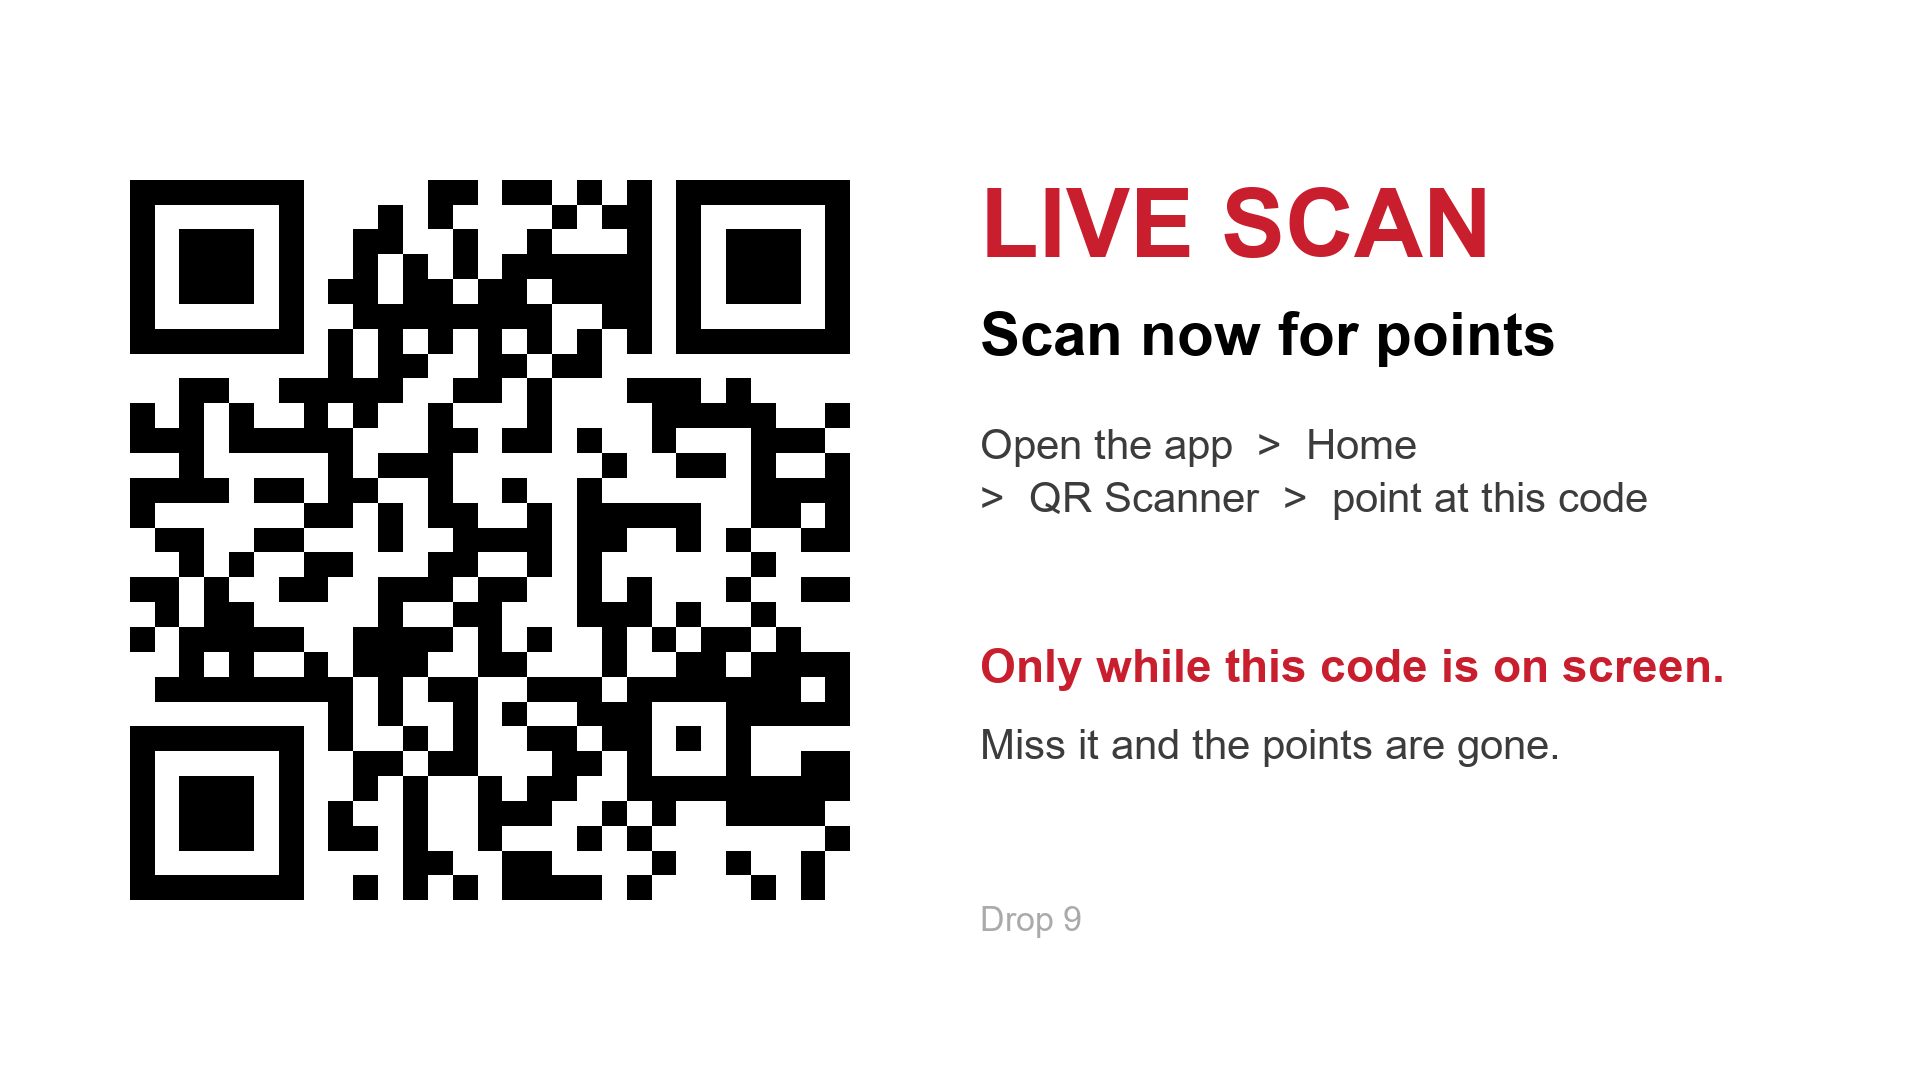 LIVE SCAN
Scan now for points
Open the app > Home
> QR Scanner > point at this code
Only while this code is on screen.
Miss it and the points are gone.
Drop 9